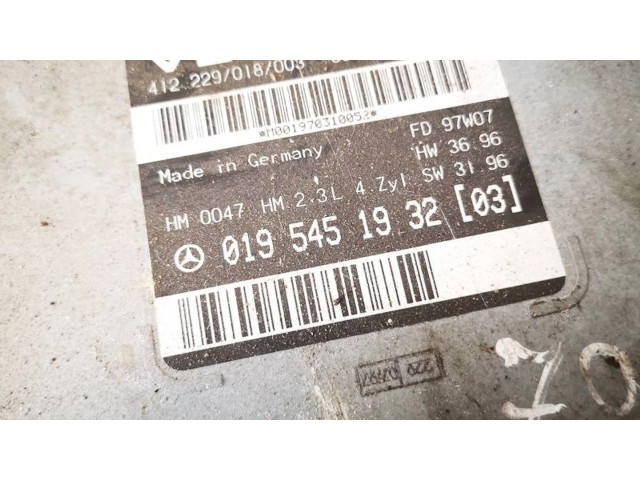 412 229/018/003
*M001970310052*
Made in Germany FD 97W07
HW 36 96
HM 0047 HM 2.3L 4 Zyl SW 31 96
019 545 19 32 [03]
70